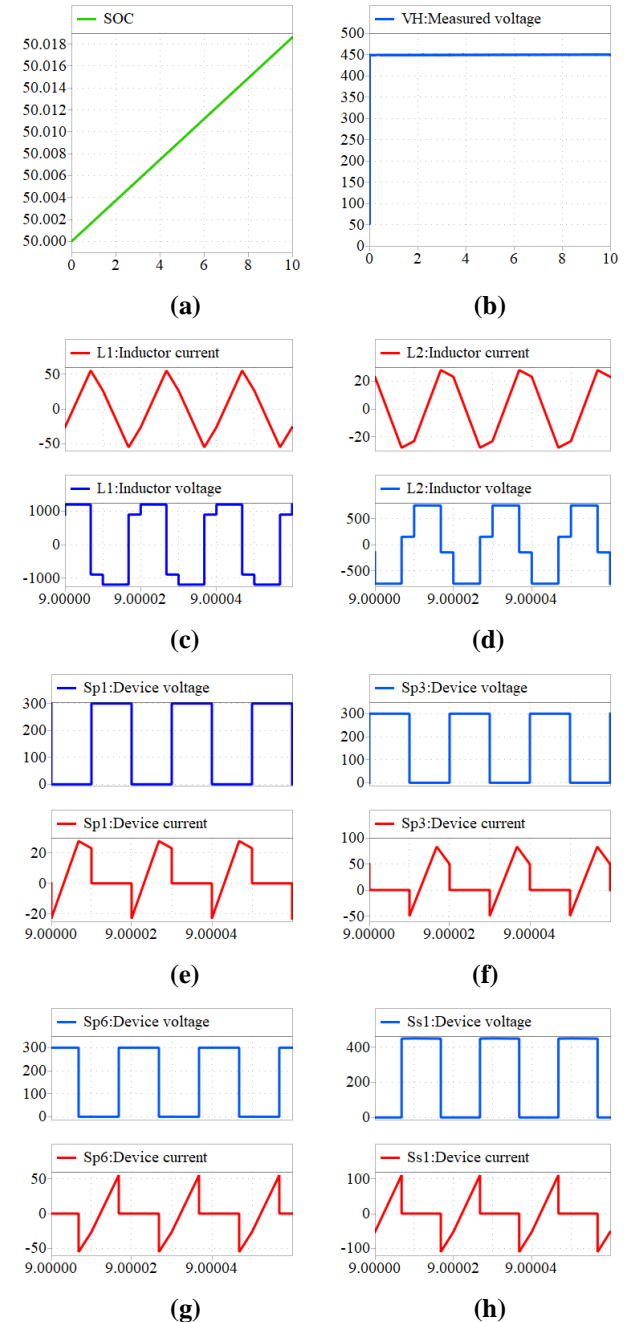 SOC
50.018
50.016
50.014
50.012
50.010
50.008
50.006
50.004
50.002
50.000
0 2 4 6 8 10
(a)
VH:Measured voltage
500
450
400
350
300
250
200
150
100
50
0
0 2 4 6 8 10
(b)
L1:Inductor current
50
0
-50
L1:Inductor voltage
1000
0
-1000
9.00000 9.00002 9.00004
(c)
L2:Inductor current
20
0
-20
L2:Inductor voltage
500
0
-500
9.00000 9.00002 9.00004
(d)
Sp1:Device voltage
300
200
100
0
Sp1:Device current
20
0
-20
9.00000 9.00002 9.00004
(e)
Sp3:Device voltage
300
200
100
0
Sp3:Device current
100
50
0
-50
9.00000 9.00002 9.00004
(f)
Sp6:Device voltage
300
200
100
0
Sp6:Device current
50
0
-50
9.00000 9.00002 9.00004
(g)
Ss1:Device voltage
400
200
0
Ss1:Device current
100
0
-100
9.00000 9.00002 9.00004
(h)